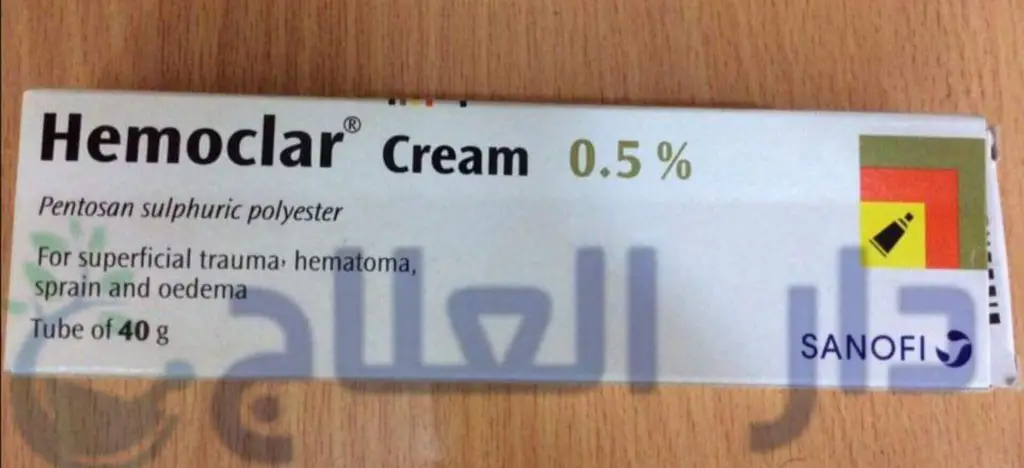 Hemoclar® Cream 0.5 %
Pentosan sulphuric polyester
For superficial trauma, hematoma,
sprain and oedema
Tube of 40 g
SANOFI
دار العلاج